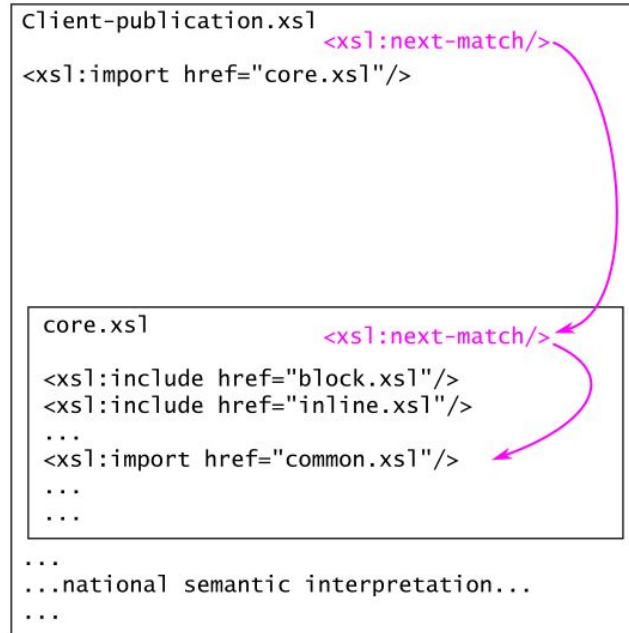 Client-publication.xsl
<xsl:next-match/>
<xsl:import href="core.xsl"/>
core.xsl
<xsl:next-match/>
<xsl:include href="block.xsl"/>
<xsl:include href="inline.xsl"/>
...
<xsl:import href="common.xsl"/>
...
...
...
...national semantic interpretation...
...